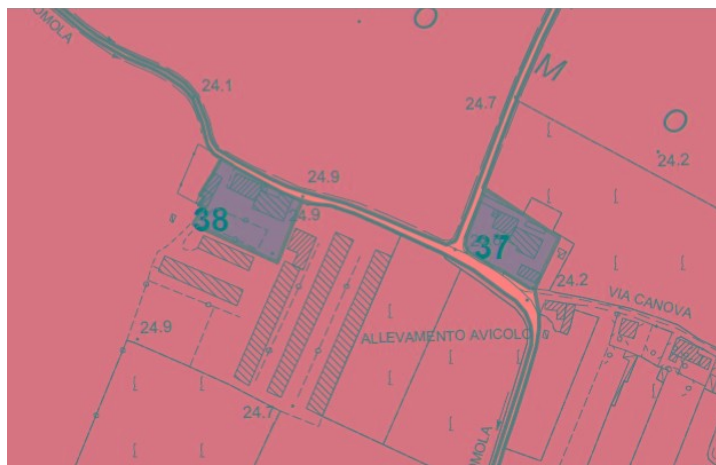 OMOLA
O
M
24.1
24.7
O
24.2
24.9
38
24.9
37
24.2
VIA CANOVA
24.9
ALLEVAMENTO AVICOLO
24.7
MOLA